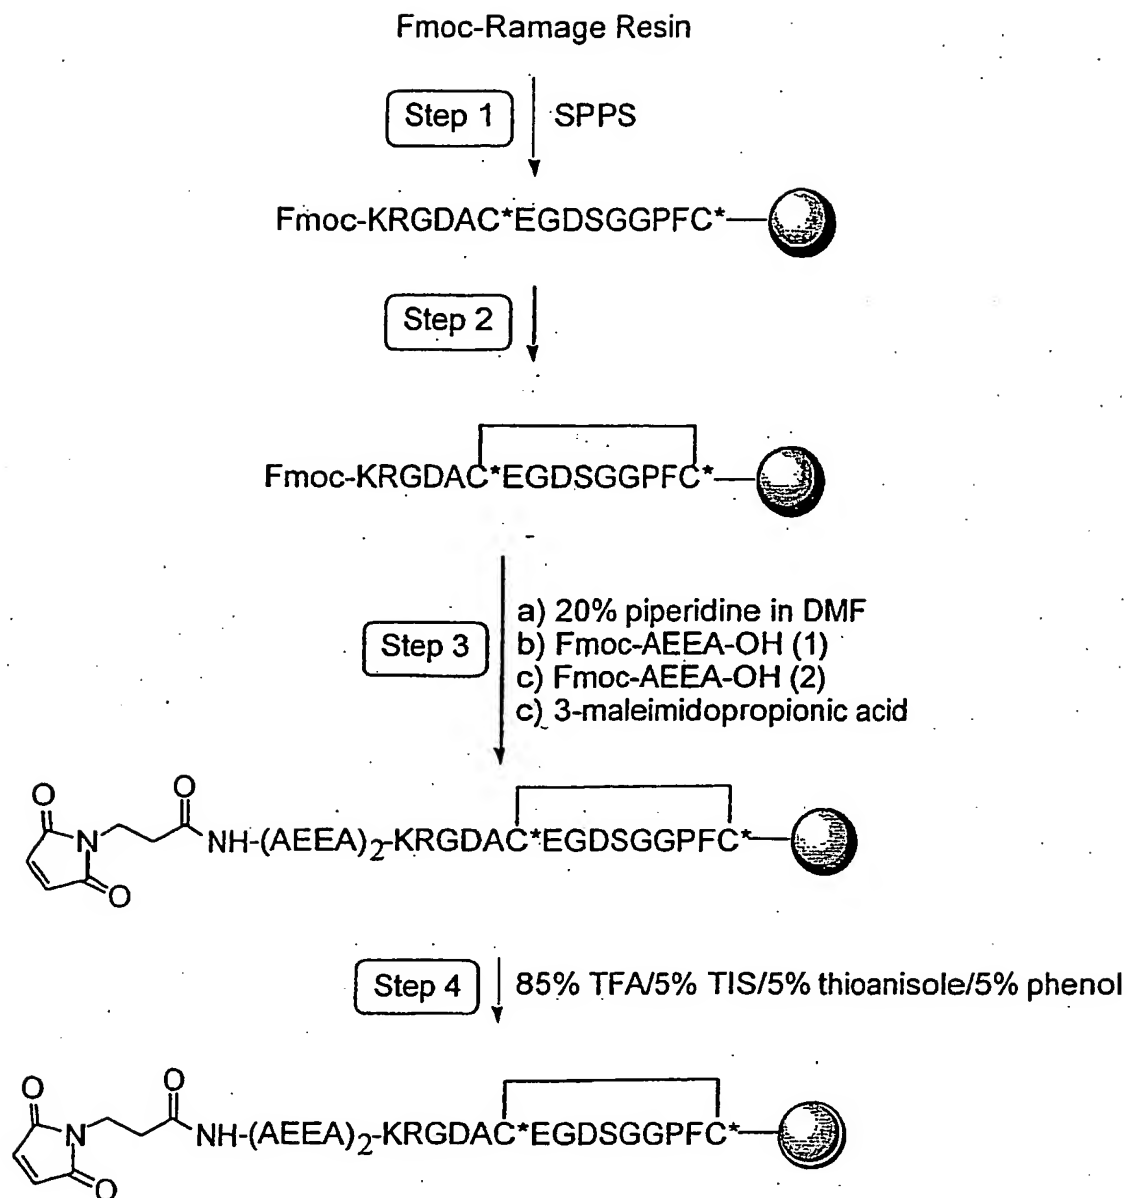 Fmoc-Ramage Resin
Step 1
SPPS
Fmoc-KRGDAC*EGDSGGPFC*
Step 2
Fmoc-KRGDAC*EGDSGGPFC*
Step 3
a) 20% piperidine in DMF
b) Fmoc-AEEA-OH (1)
c) Fmoc-AEEA-OH (2)
c) 3-maleimidopropionic acid
O
O
N
NH-(AEEA)2-KRGDAC*EGDSGGPFC*
O
Step 4
85% TFA/5% TIS/5% thioanisole/5% phenol
O
O
N
NH-(AEEA)2-KRGDAC*EGDSGGPFC*
O